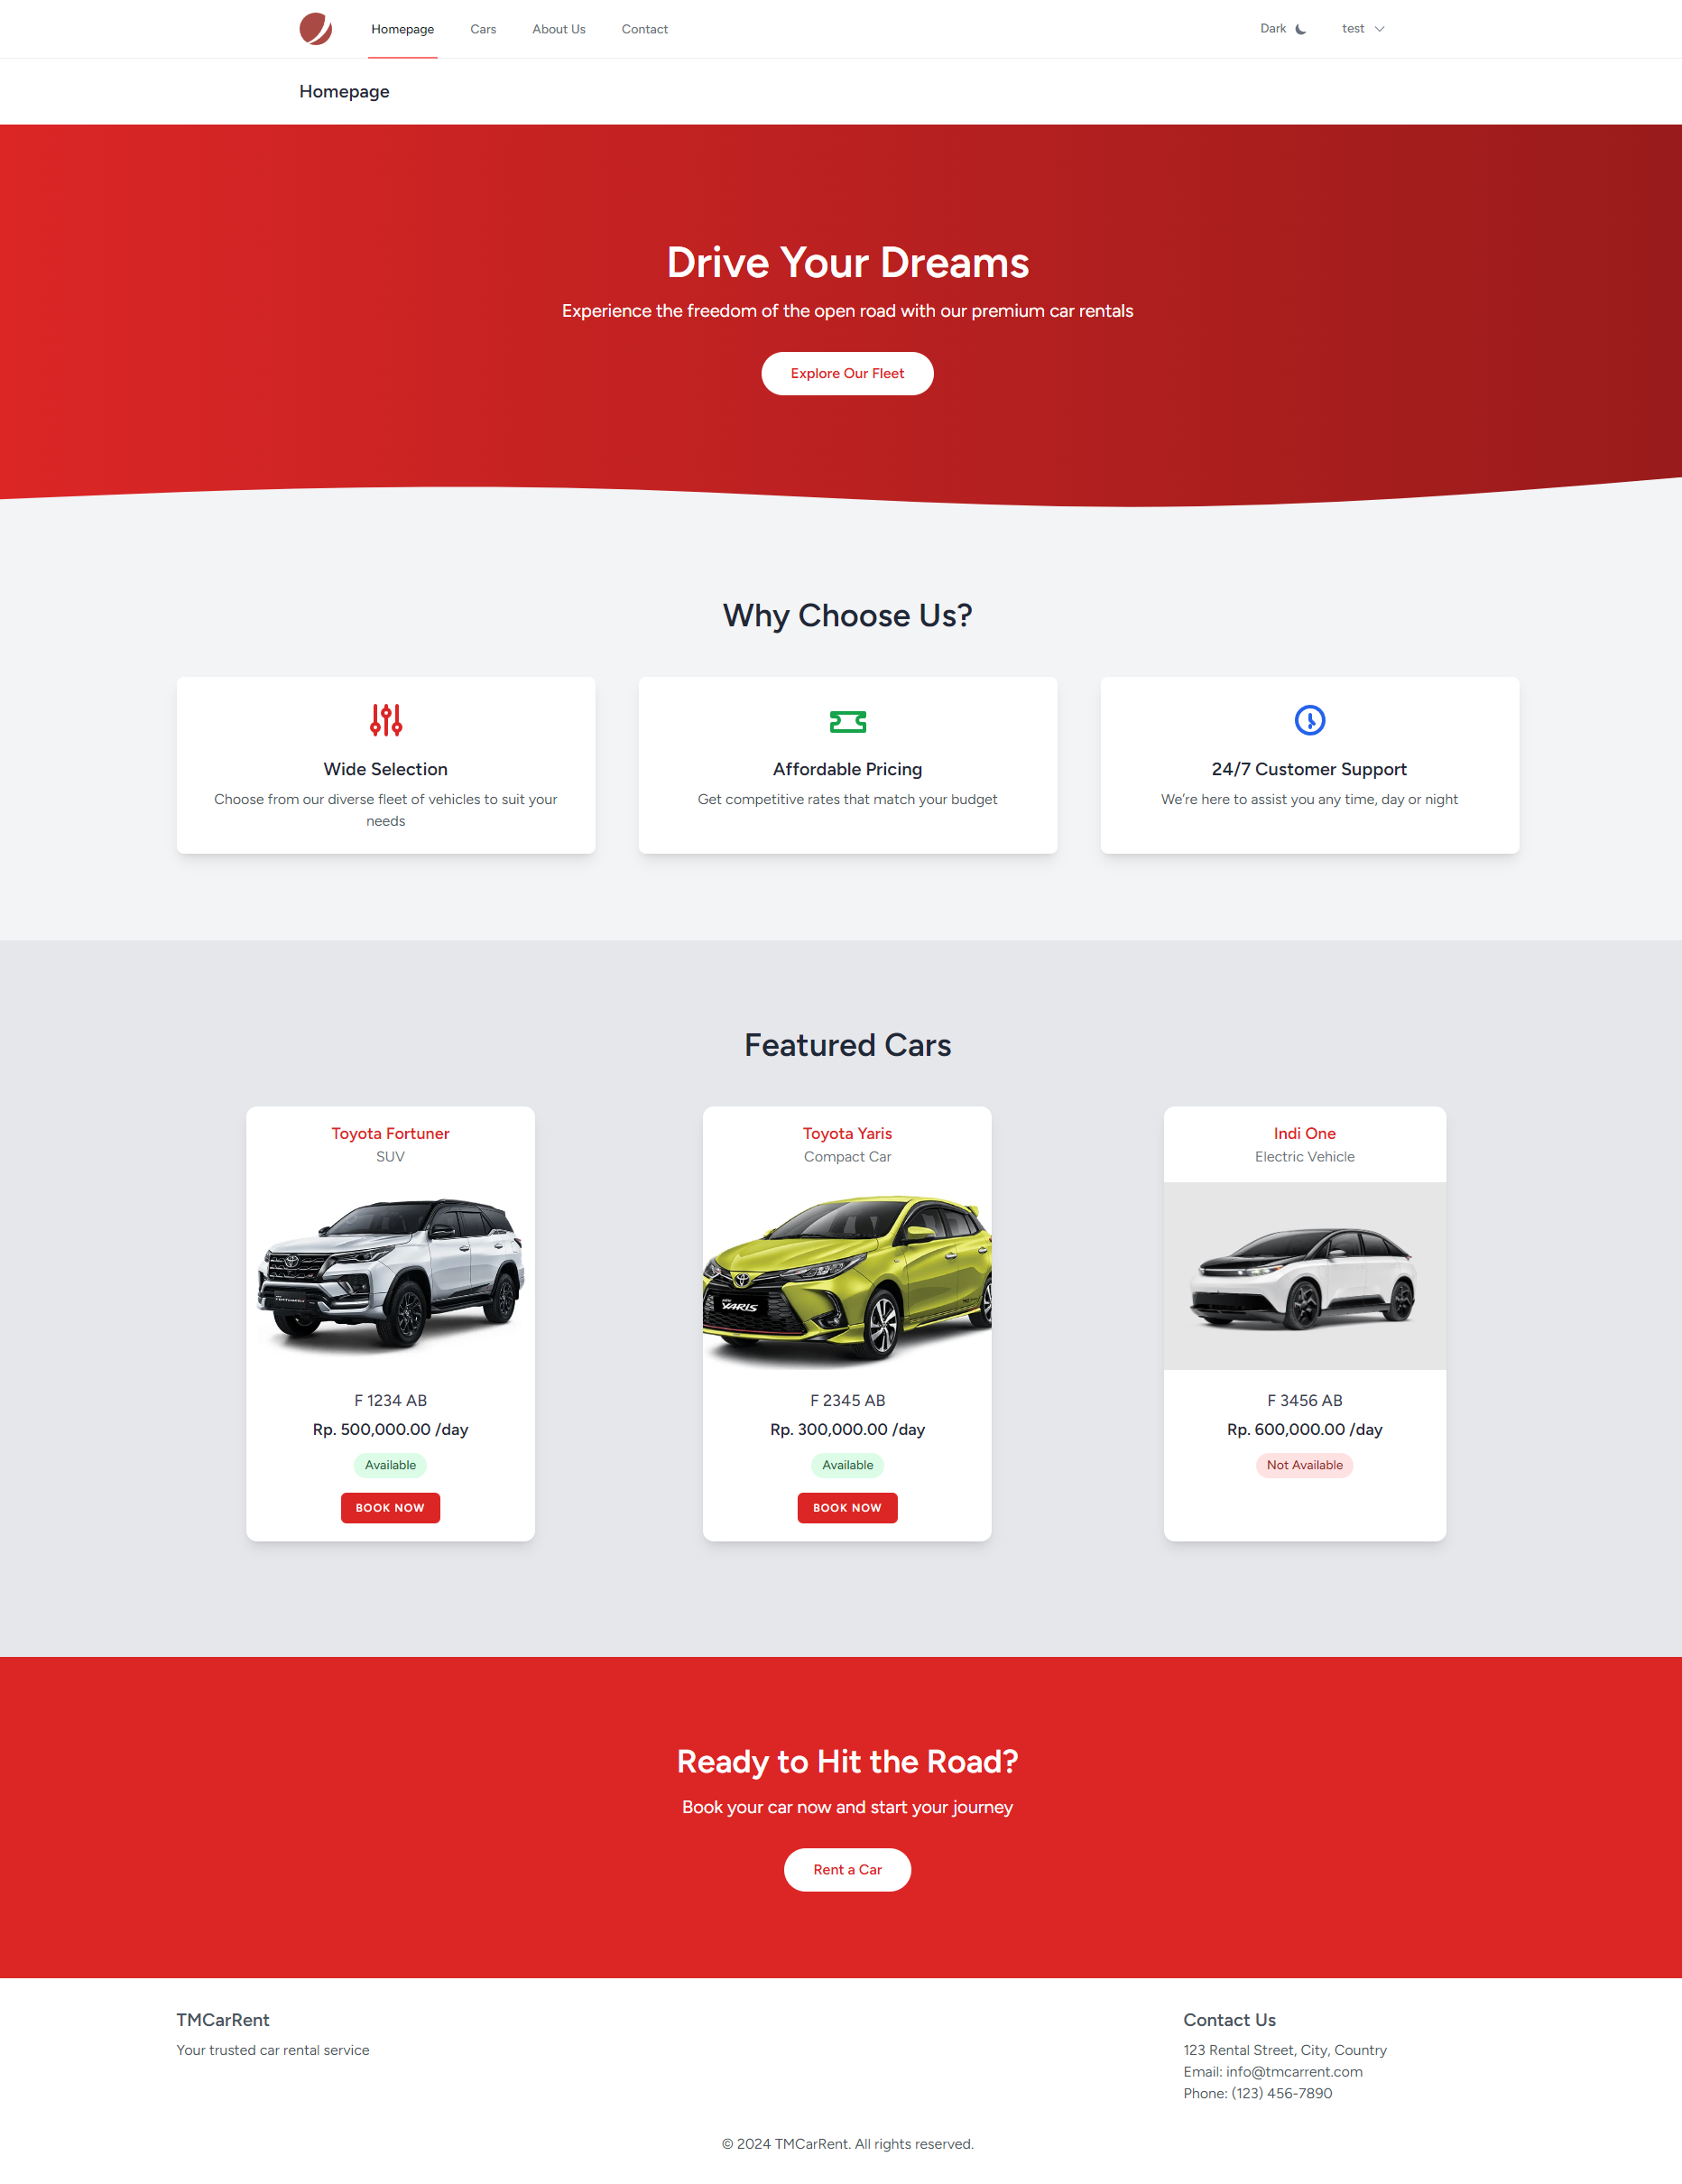 Homepage
Cars
About Us
Contact
Dark
test
Homepage
Drive Your Dreams
Experience the freedom of the open road with our premium car rentals
Explore Our Fleet
Why Choose Us?
Wide Selection
Choose from our diverse fleet of vehicles to suit your
needs
Affordable Pricing
Get competitive rates that match your budget
24/7 Customer Support
We're here to assist you any time, day or night
Featured Cars
Toyota Fortuner
SUV
F 1234 AB
Rp. 500,000.00 /day
Available
BOOK NOW
Toyota Yaris
Compact Car
YARIS
F 2345 AB
Rp. 300,000.00 /day
Available
BOOK NOW
Indi One
Electric Vehicle
F 3456 AB
Rp. 600,000.00 /day
Not Available
Ready to Hit the Road?
Book your car now and start your journey
Rent a Car
TMCarRent
Your trusted car rental service
Contact Us
123 Rental Street, City, Country
Email: info@tmcarrent.com
Phone: (123) 456-7890
© 2024 TMCarRent. All rights reserved.